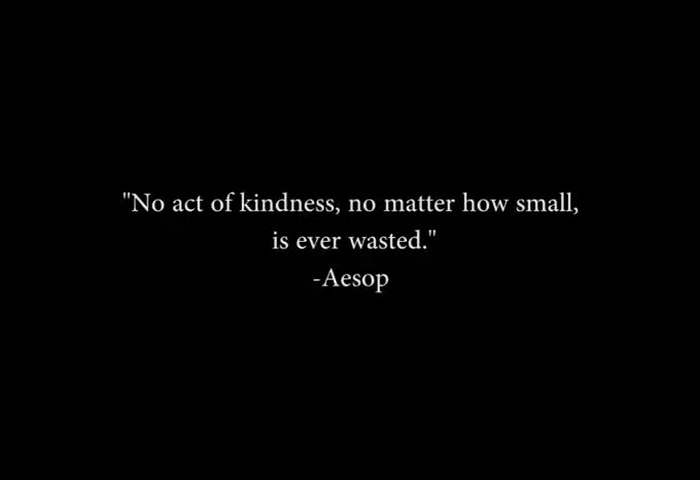 "No act of kindness, no matter how small,
is ever wasted."
-Aesop